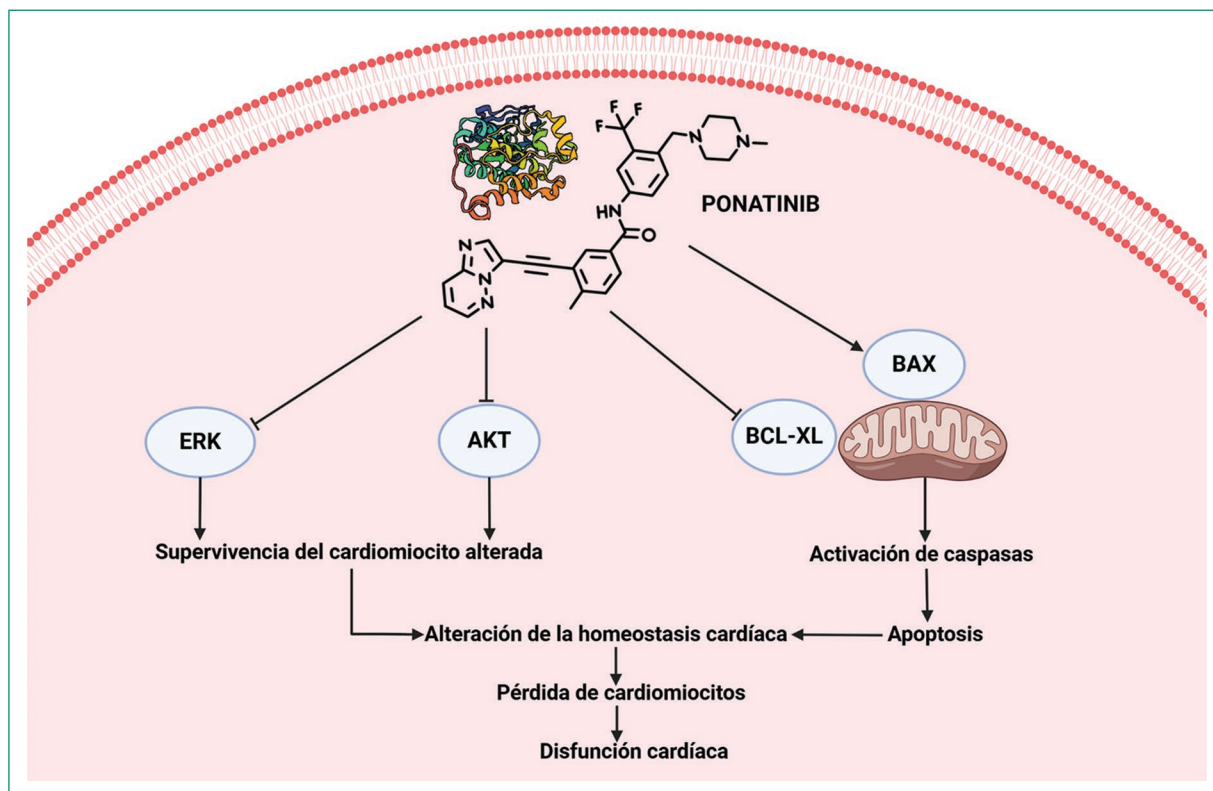 F
F
F
N
N
HN
O
PONATINIB
N
N
N
BAX
ERK
AKT
BCL-XL
Supervivencia del cardiomiocito alterada
Activación de caspasas
Alteración de la homeostasis cardíaca
Apoptosis
Pérdida de cardiomiocitos
Disfunción cardíaca